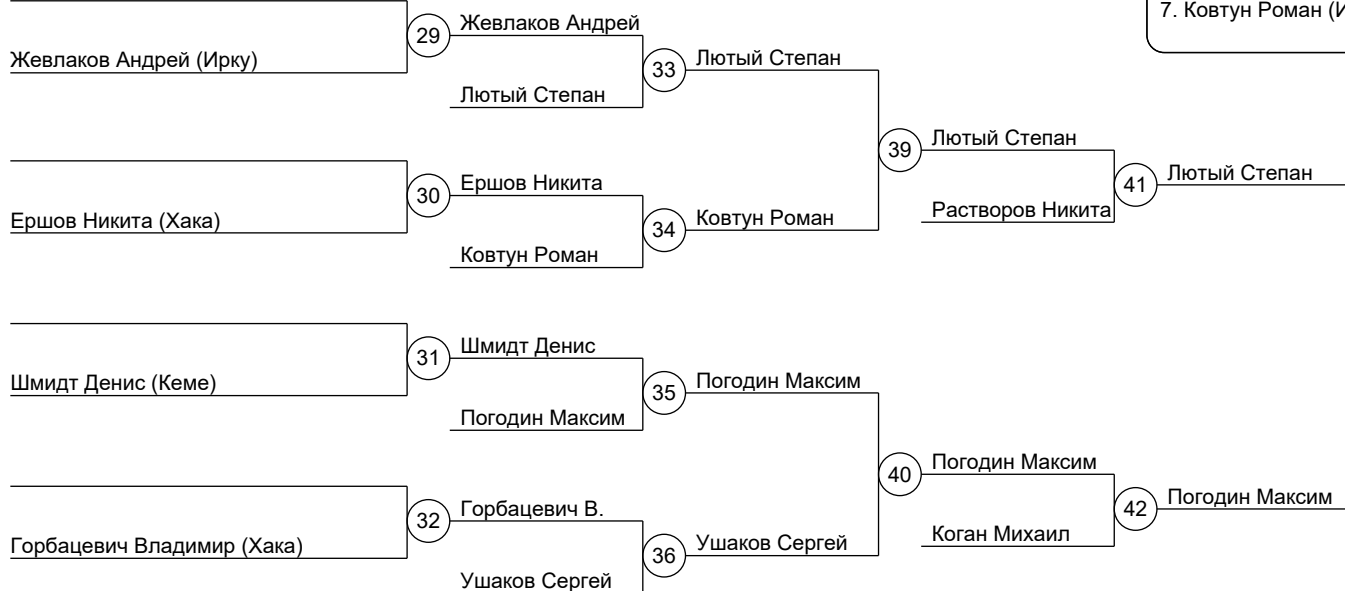 7. Ковтун Роман (И
29
Жевлаков Андрей
Жевлаков Андрей (Ирку)
33
Лютый Степан
Лютый Степан
39
Лютый Степан
41
Лютый Степан
30
Ершов Никита
Ершов Никита (Хака)
34
Ковтун Роман
Растворов Никита
Ковтун Роман
31
Шмидт Денис
Шмидт Денис (Кеме)
35
Погодин Максим
Погодин Максим
40
Погодин Максим
42
Погодин Максим
32
Горбацевич В.
Горбацевич Владимир (Хака)
36
Ушаков Сергей
Коган Михаил
Ушаков Сергей